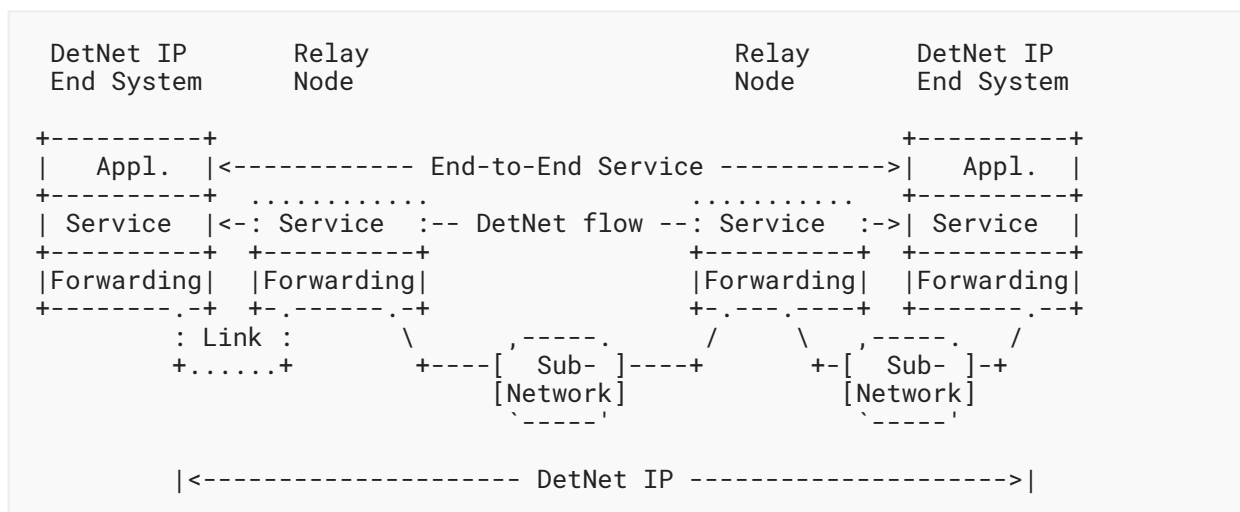 DetNet IP       Relay                        Relay       DetNet IP
 End System      Node                         Node        End System

+----------+                                             +----------+
|   Appl.  |<------------ End-to-End Service ----------->|   Appl.  |
+----------+  ............                 ...........   +----------+
| Service  |<-: Service  :-- DetNet flow --: Service  :->| Service  |
+----------+  +----------+                 +----------+  +----------+
|Forwarding|  |Forwarding|                 |Forwarding|  |Forwarding|
+--------.-+  +-.------.-+                 +-.---.----+  +-------.--+
         : Link :       \      ,-----.      /     \   ,-----.   /
         +......+        +----[  Sub- ]----+       +-[  Sub- ]-+
                              [Network]              [Network]
                               `-----'                `-----'

         |<--------------------- DetNet IP --------------------->|